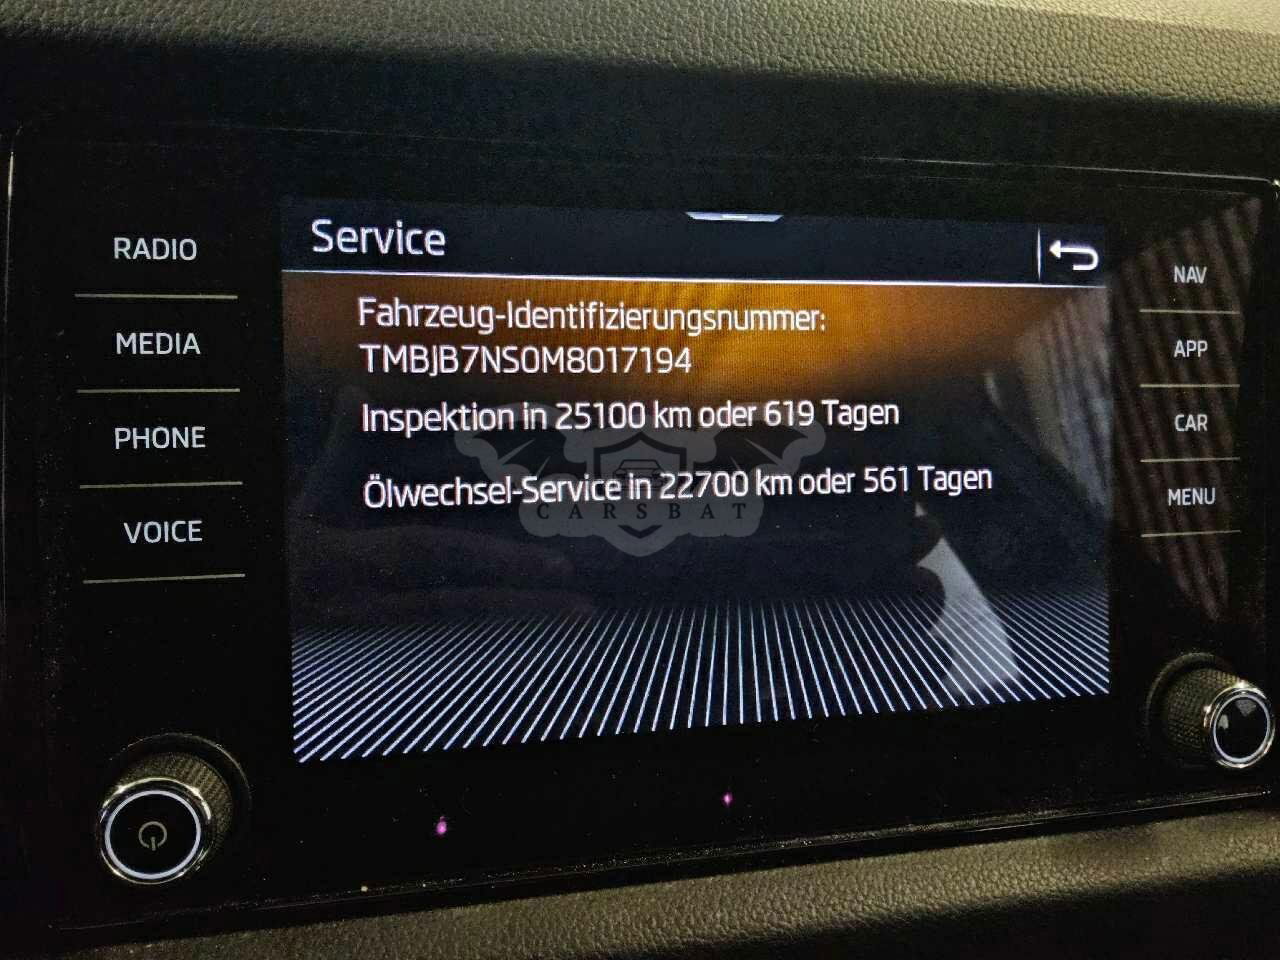 Service
RADIO
MEDIA
PHONE
VOICE
Fahrzeug-Identifizierungsnummer:
TMBJB7NS0M8017194
Inspektion in 25100 km oder 619 Tagen
Ölwechsel-Service in 22700 km oder 561 Tagen
CARSBAT
NAV
APP
CAR
MENU